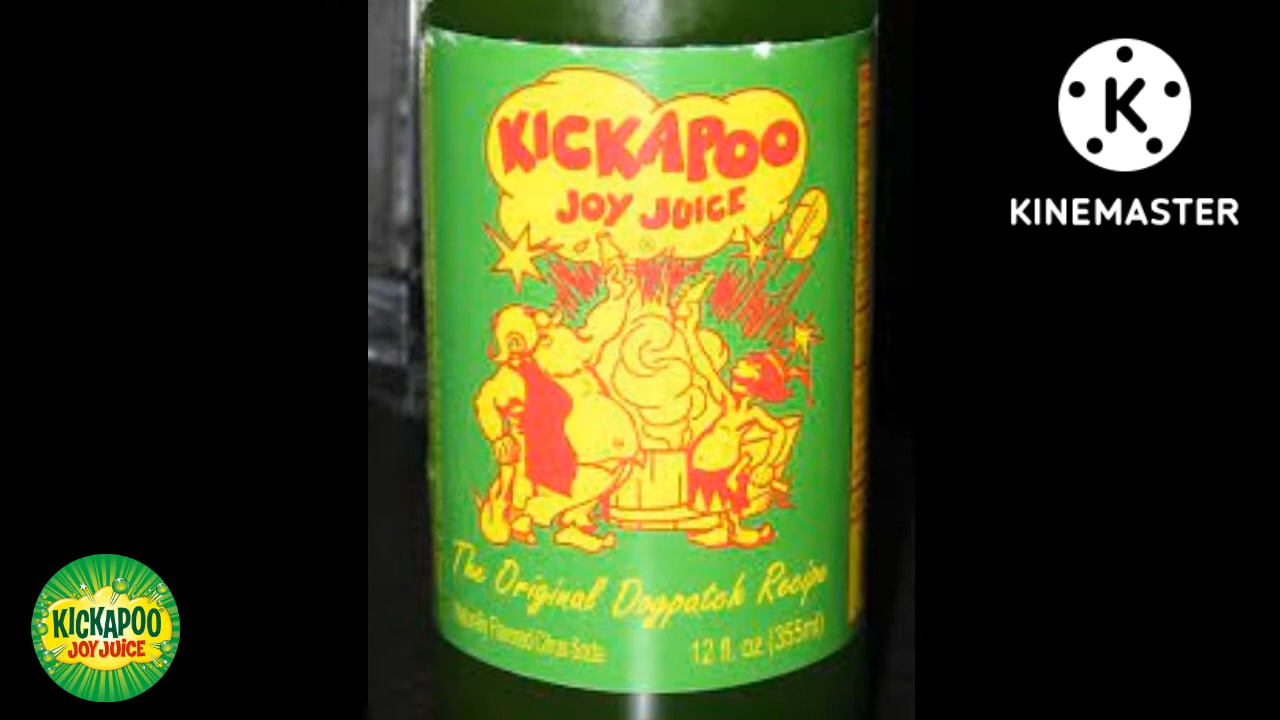 KICKAPOO
JOY JUICE
The Original Dogpatch Recipe
Naturally Flavored Citrus Soda
12 fl. oz (355ml)
K
KINEMASTER
KICKAPOO
JOY JUICE